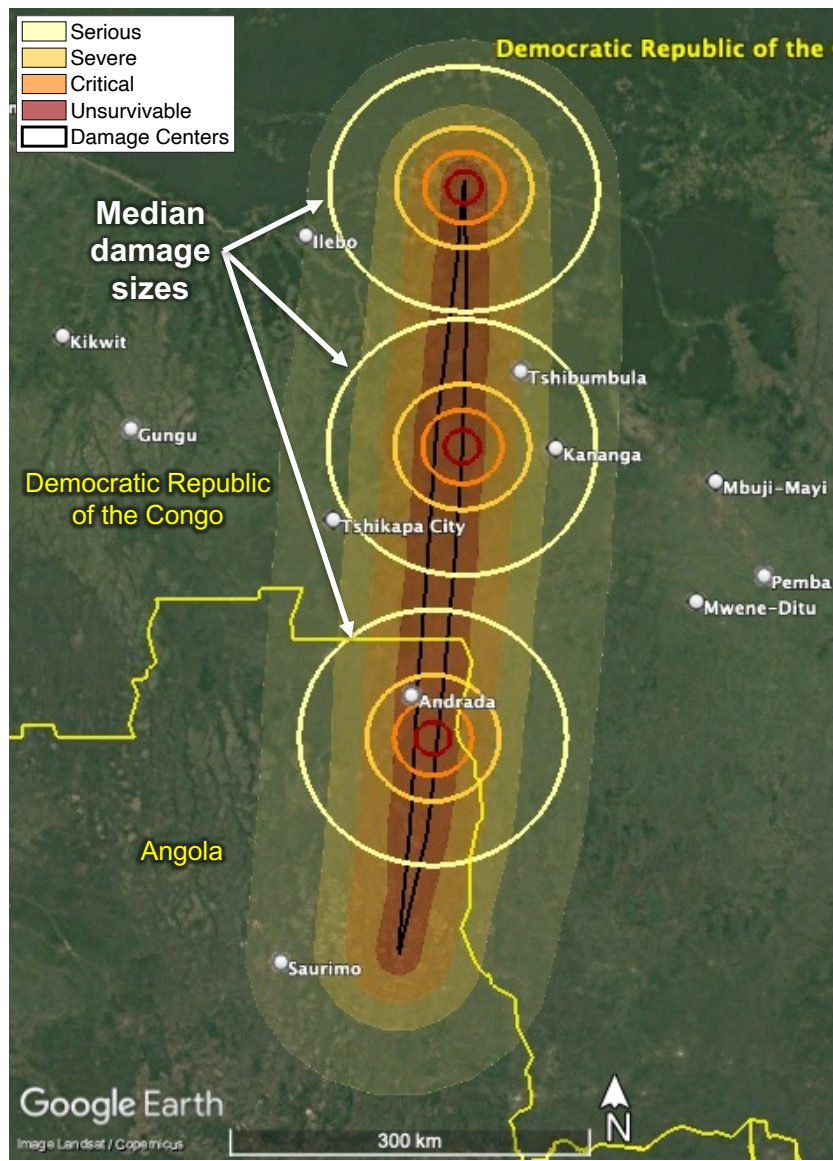 Serious
Severe
Critical
Unsurvivable
Damage Centers
Democratic Republic of the
Median
damage
sizes
Ilebo
Kikwit
Tshibumbula
Gungu
Kananga
Democratic Republic
of the Congo
Mbuji-Mayi
Tshikapa City
Pemba
Mwene-Ditu
Andrada
Angola
Saurimo
Google Earth
Image Landsat / Copernicus
300 km
N